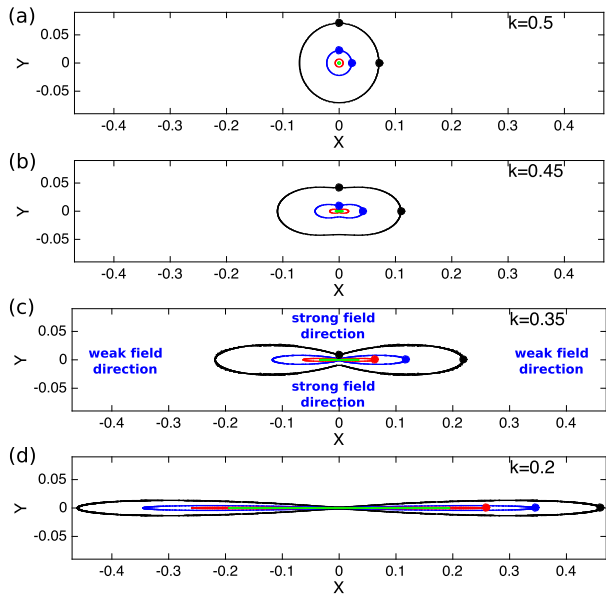 (a)
k=0.5
0.05
0
-0.05
Y
-0.4 -0.3 -0.2 -0.1 0 0.1 0.2 0.3 0.4
X
(b)
k=0.45
0.05
0
-0.05
Y
-0.4 -0.3 -0.2 -0.1 0 0.1 0.2 0.3 0.4
X
(c)
strong field
direction
k=0.35
0.05
0
-0.05
Y
weak field
direction
weak field
direction
strong field
direction
-0.4 -0.3 -0.2 -0.1 0 0.1 0.2 0.3 0.4
X
(d)
k=0.2
0.05
0
-0.05
Y
-0.4 -0.3 -0.2 -0.1 0 0.1 0.2 0.3 0.4
X